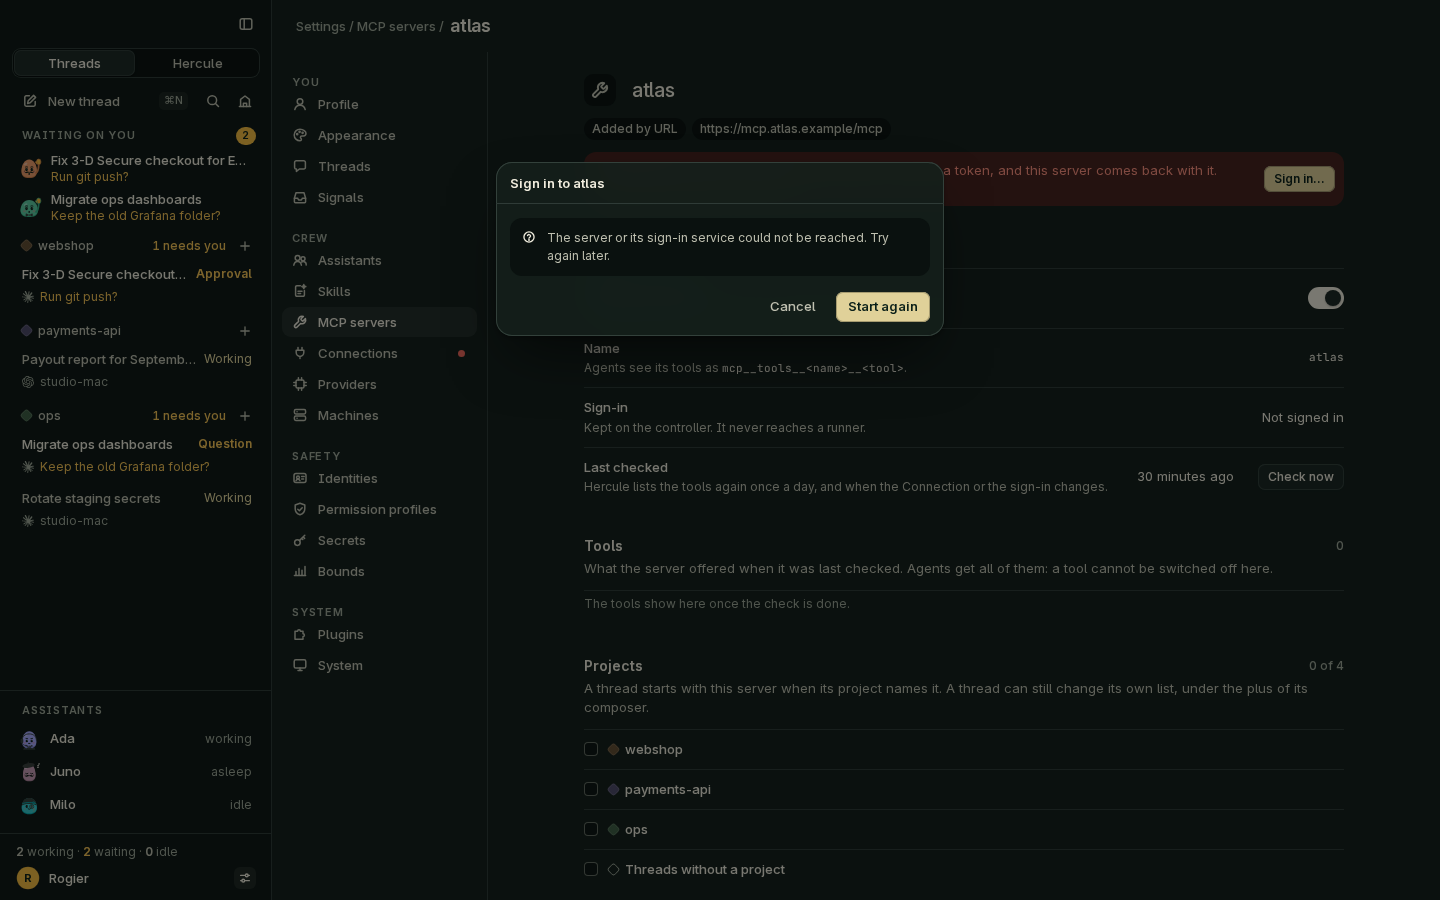 Settings / MCP servers / atlas
Threads
Hercule
New thread
⌘N
WAITING ON YOU
2
Fix 3-D Secure checkout for E...
Run git push?
Migrate ops dashboards
Keep the old Grafana folder?
webshop
1 needs you
Fix 3-D Secure checkout...
Approval
Run git push?
payments-api
Payout report for Septemb...
Working
studio-mac
ops
1 needs you
Migrate ops dashboards
Question
Keep the old Grafana folder?
Rotate staging secrets
Working
studio-mac
ASSISTANTS
Ada
working
Juno
asleep
Milo
idle
2 working · 2 waiting · 0 idle
R
Rogier
YOU
Profile
Appearance
Threads
Signals
CREW
Assistants
Skills
MCP servers
Connections
Providers
Machines
SAFETY
Identities
Permission profiles
Secrets
Bounds
SYSTEM
Plugins
System
atlas
Added by URL
https://mcp.atlas.example/mcp
a token, and this server comes back with it.
Sign in...
Sign in to atlas
The server or its sign-in service could not be reached. Try
again later.
Cancel
Start again
Name
Agents see its tools as mcp__tools__<name>__<tool>.
atlas
Sign-in
Kept on the controller. It never reaches a runner.
Not signed in
Last checked
Hercule lists the tools again once a day, and when the Connection or the sign-in changes.
30 minutes ago
Check now
Tools
0
What the server offered when it was last checked. Agents get all of them: a tool cannot be switched off here.
The tools show here once the check is done.
Projects
0 of 4
A thread starts with this server when its project names it. A thread can still change its own list, under the plus of its
composer.
webshop
payments-api
ops
Threads without a project